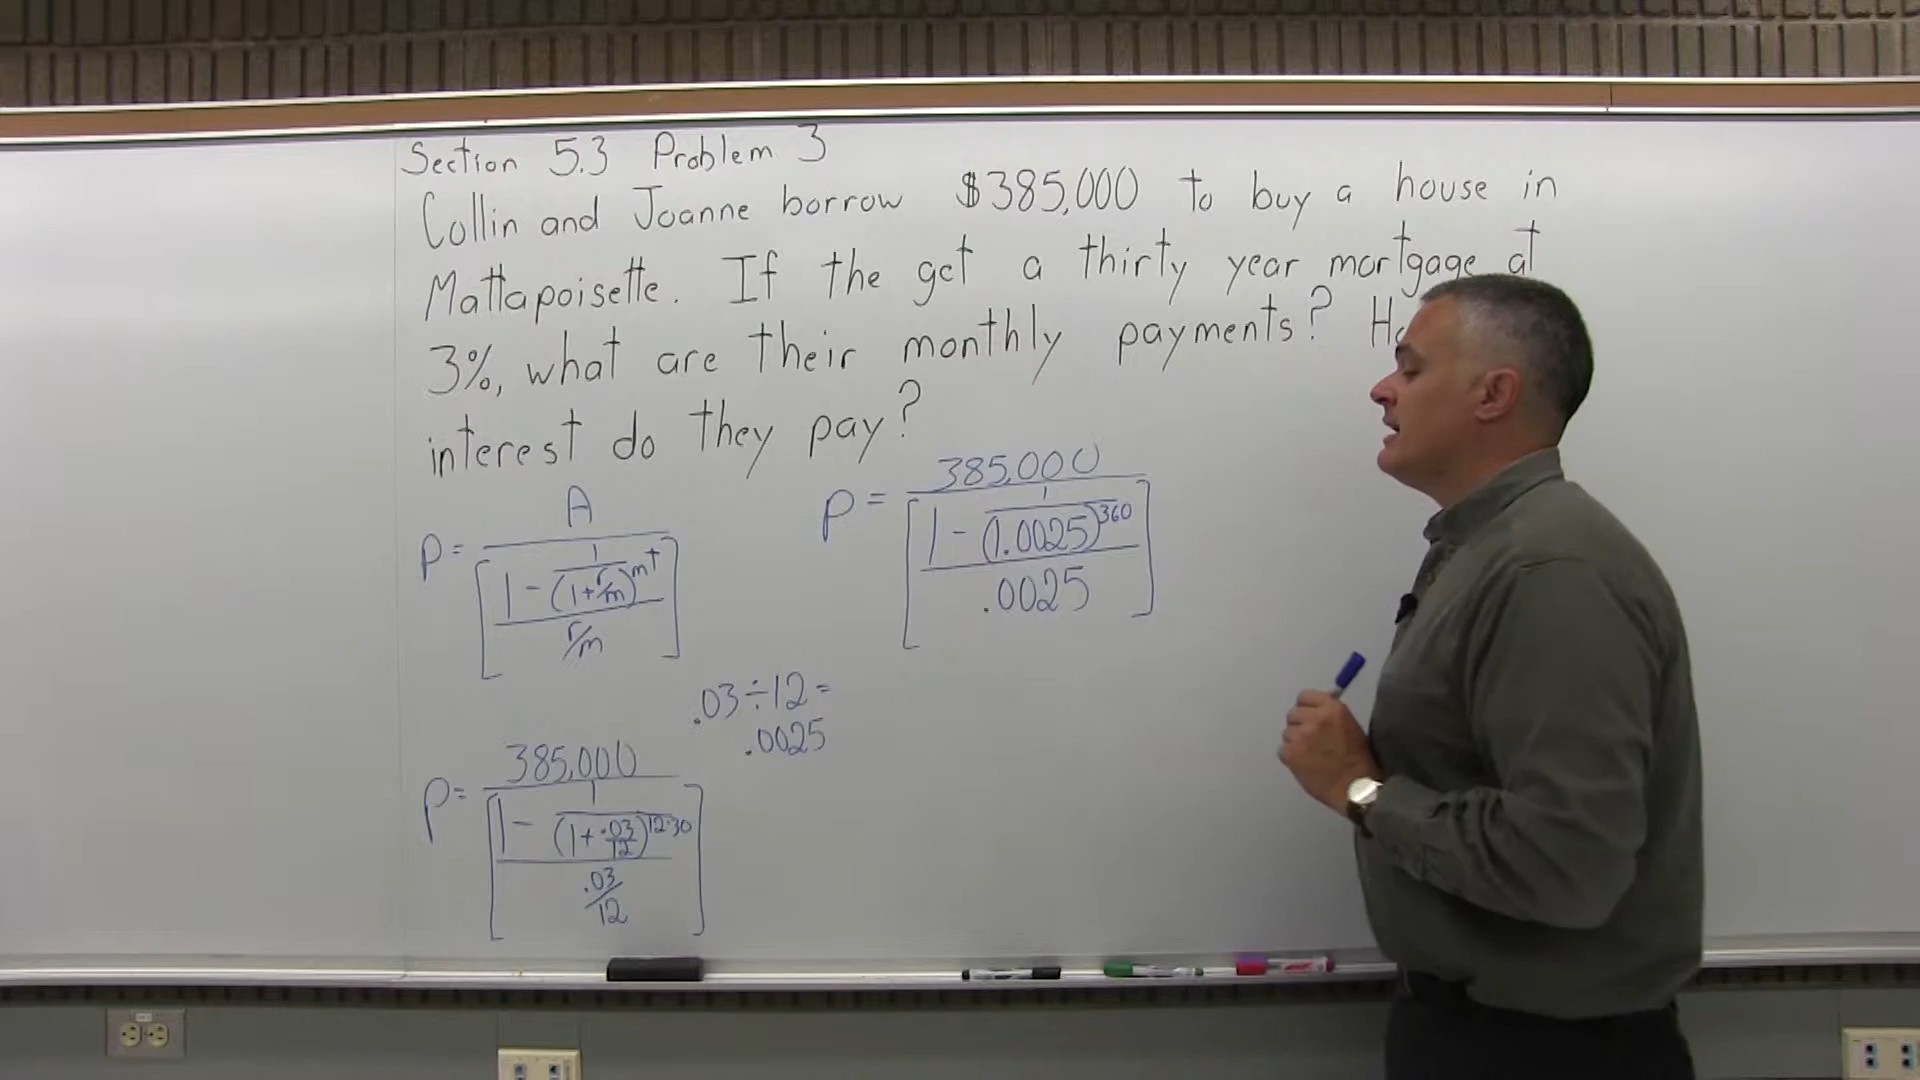 Section 5.3 Problem 3
Collin and Joanne borrow $385,000 to buy a house in
Mattapoisette. If the get a thirty year mortgage at
3%, what are their monthly payments?
interest do they pay?
P = A
[1 - 1
(1+r/m)^mt
r/m]
.03÷12=
.0025
P = 385,000
[1 - 1
(1+.03/12)^12·30
.03/12]
P = 385,000
[1 - 1
(1.0025)^360
.0025]